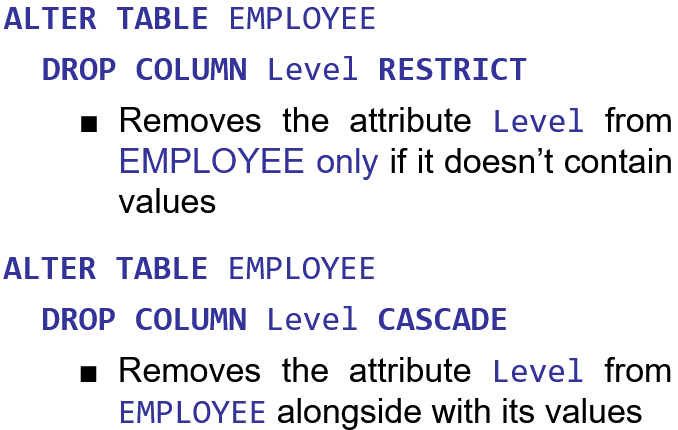 ALTER TABLE EMPLOYEE
DROP COLUMN Level RESTRICT
■ Removes the attribute Level from
EMPLOYEE only if it doesn’t contain
values
ALTER TABLE EMPLOYEE
DROP COLUMN Level CASCADE
■ Removes the attribute Level from
EMPLOYEE alongside with its values